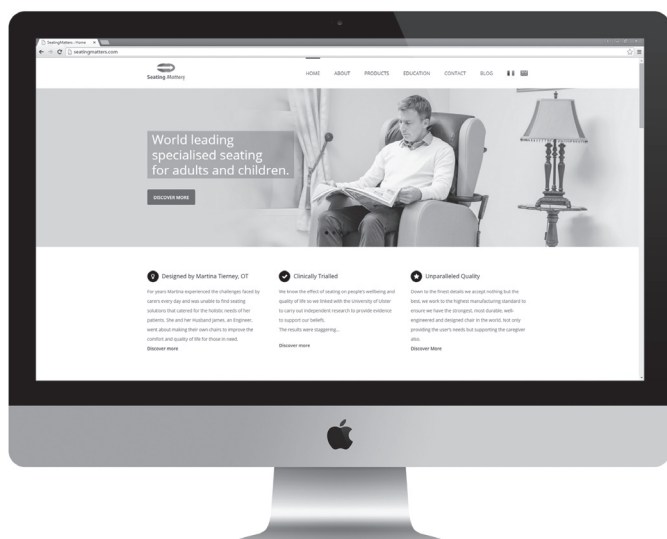 SeatingMatters - Home
seatingmatters.com
Seating Matters
HOME ABOUT PRODUCTS EDUCATION CONTACT BLOG
World leading
specialised seating
for adults and children.
DISCOVER MORE
Designed by Martina Tierney, OT
For years Martina experienced the challenges faced by
carers every day and was unable to find seating
solutions that catered for the holistic needs of her
patients. She and her Husband James, an Engineer,
went about making their own chairs to improve the
comfort and quality of life for those in need.
Discover more
Clinically Trialled
We know the effect of seating on people's wellbeing and
quality of life so we linked with the University of Ulster
to carry out independent research to provide evidence
to support our beliefs.
The results were staggering...
Discover more
Unparalleled Quality
Down to the finest details we accept nothing but the
best, we work to the highest manufacturing standard to
ensure we have the strongest, most durable, well-
engineered and designed chair in the world. Not only
providing the user's needs but supporting the caregiver
also.
Discover More